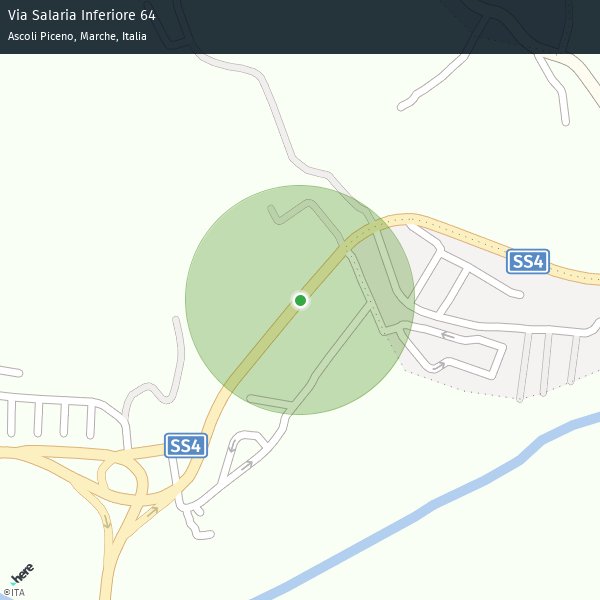 Via Salaria Inferiore 64
Ascoli Piceno, Marche, Italia
SS4
SS4
here
©ITA